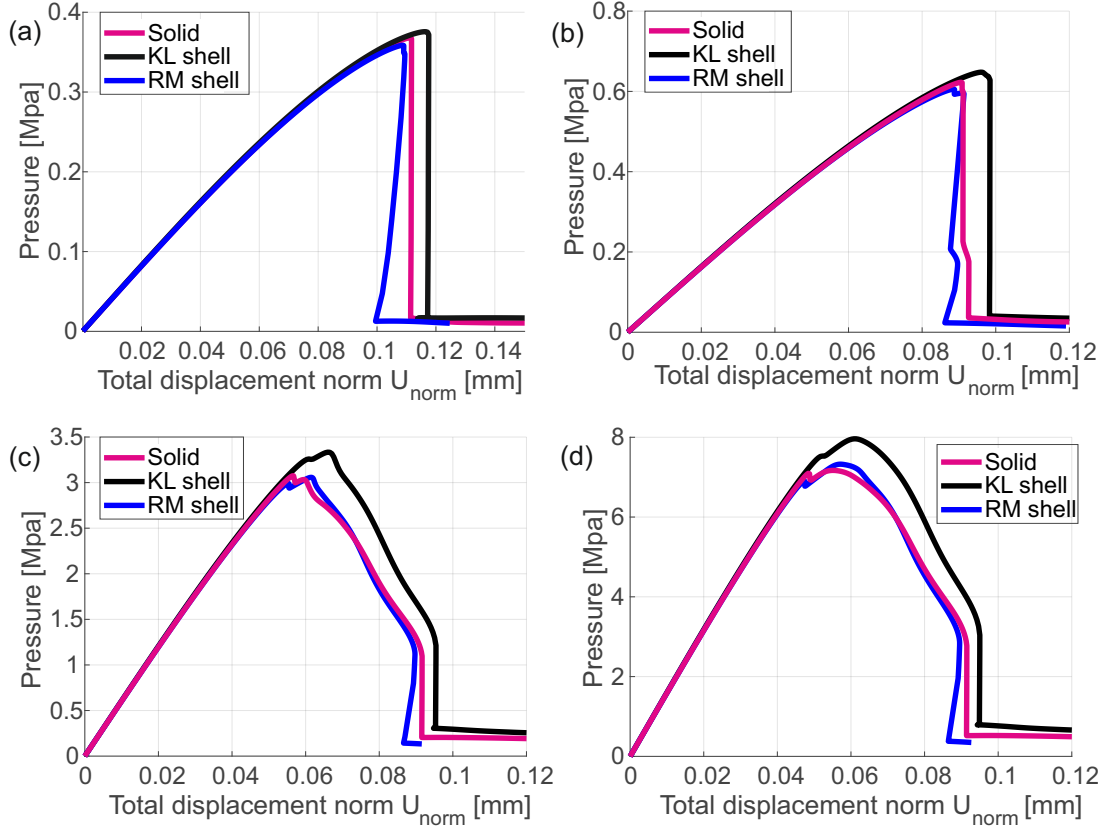 (a)
Solid
KL shell
RM shell
Pressure [Mpa]
0.4
0.3
0.2
0.1
0
0.02
0.04
0.06
0.08
0.1
0.12
0.14
Total displacement norm U_norm [mm]
(b)
Solid
KL shell
RM shell
Pressure [Mpa]
0.8
0.6
0.4
0.2
0
0
0.02
0.04
0.06
0.08
0.1
0.12
Total displacement norm U_norm [mm]
(c)
Solid
KL shell
RM shell
Pressure [Mpa]
3.5
3
2.5
2
1.5
1
0.5
0
0
0.02
0.04
0.06
0.08
0.1
0.12
Total displacement norm U_norm [mm]
(d)
Solid
KL shell
RM shell
Pressure [Mpa]
8
6
4
2
0
0
0.02
0.04
0.06
0.08
0.1
0.12
Total displacement norm U_norm [mm]